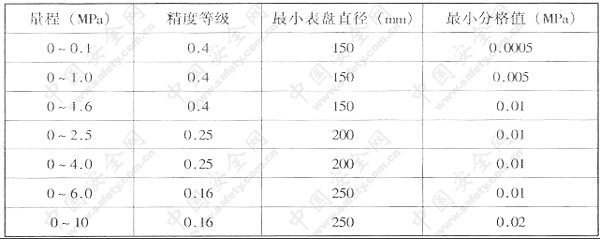 量程（MPa） 精度等级 最小表盘直径（mm） 最小分格值（MPa）
0～0.1 0.4 150 0.0005
0～1.0 0.4 150 0.005
0～1.6 0.4 150 0.01
0～2.5 0.25 200 0.01
0～4.0 0.25 200 0.01
0～6.0 0.16 250 0.01
0～10 0.16 250 0.02
中国安全网
www.safety.com.cn